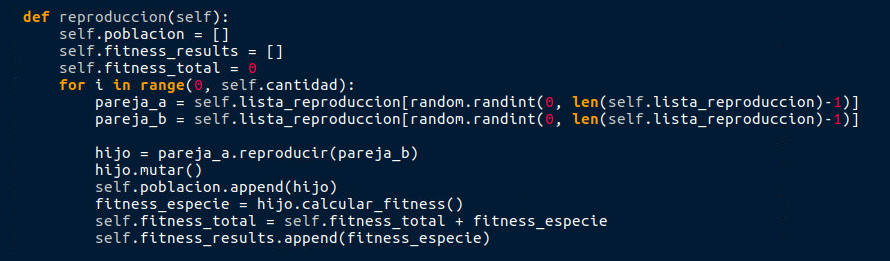 def reproduccion(self):
    self.poblacion = []
    self.fitness_results = []
    self.fitness_total = 0
    for i in range(0, self.cantidad):
        pareja_a = self.lista_reproduccion[random.randint(0, len(self.lista_reproduccion)-1)]
        pareja_b = self.lista_reproduccion[random.randint(0, len(self.lista_reproduccion)-1)]

        hijo = pareja_a.reproducir(pareja_b)
        hijo.mutar()
        self.poblacion.append(hijo)
        fitness_especie = hijo.calcular_fitness()
        self.fitness_total = self.fitness_total + fitness_especie
        self.fitness_results.append(fitness_especie)